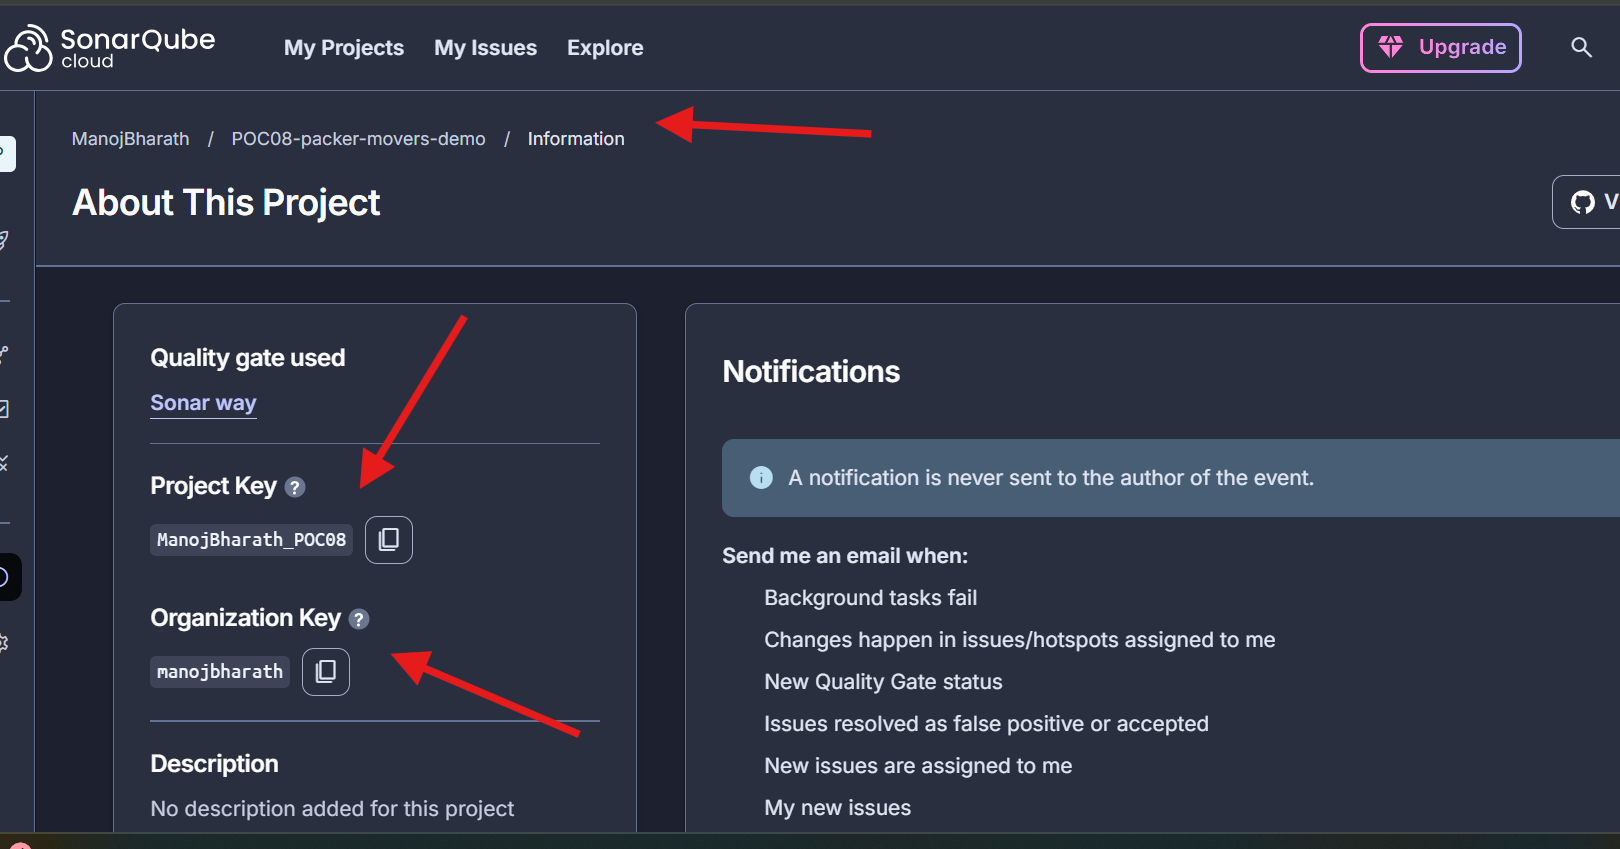 SonarQube
cloud
My Projects
My Issues
Explore
Upgrade
ManojBharath / POC08-packer-movers-demo / Information
About This Project
V
Quality gate used
Sonar way
Project Key ?
ManojBharath_POC08
Organization Key ?
manojbharath
Description
No description added for this project
Notifications
A notification is never sent to the author of the event.
Send me an email when:
Background tasks fail
Changes happen in issues/hotspots assigned to me
New Quality Gate status
Issues resolved as false positive or accepted
New issues are assigned to me
My new issues